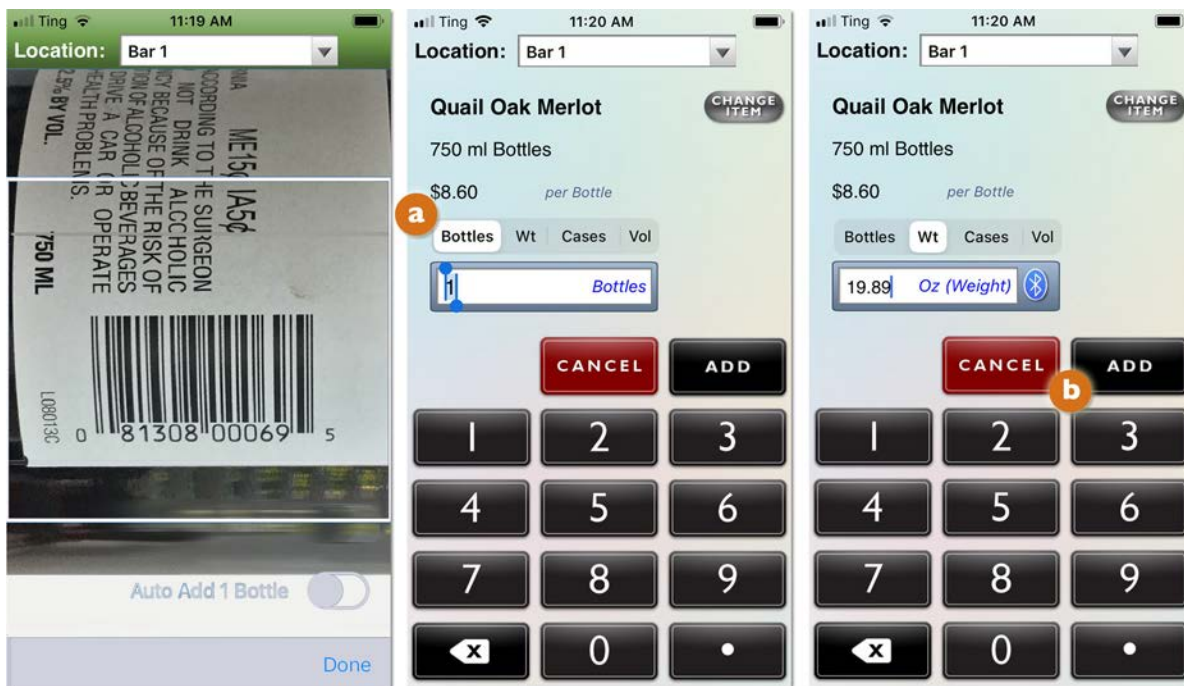 Ting 11:19 AM
Location: Bar 1
2.5% BY VOL.
HEALTH PROBLEMS.
DRIVE A CAR OR OPERATE
OF ALCOHOLIC BEVERAGES
CY BECAUSE OF THE RISK OF
NOT DRINK ALCOHOLIC
ACCORDING TO THE SURGEON
ME15¢ IA5¢
750 ML
L08013C
0 81308 00069 5
Auto Add 1 Bottle
Done
Ting 11:20 AM
Location: Bar 1
Quail Oak Merlot
CHANGE ITEM
750 ml Bottles
$8.60 per Bottle
a
Bottles Wt Cases Vol
1 Bottles
CANCEL ADD
1 2 3
4 5 6
7 8 9
x 0 .
Ting 11:20 AM
Location: Bar 1
Quail Oak Merlot
CHANGE ITEM
750 ml Bottles
$8.60 per Bottle
Bottles Wt Cases Vol
19.89 Oz (Weight)
CANCEL ADD
b
1 2 3
4 5 6
7 8 9
x 0 .